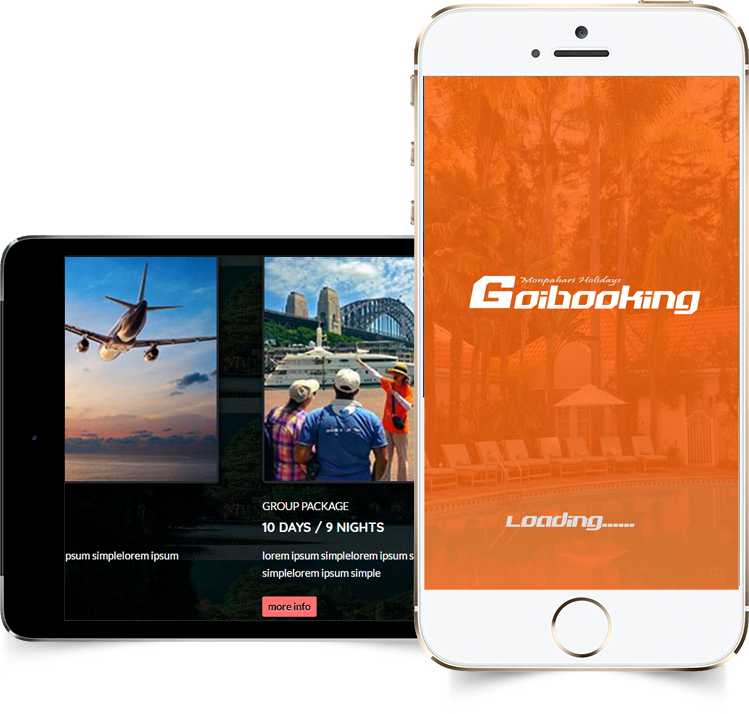 GROUP PACKAGE
10 DAYS / 9 NIGHTS
psum simplelorem ipsum
lorem ipsum simplelorem ipsum s
simplelorem ipsum simple
more info
Monpahari Holidays
Goibooking
Loading......